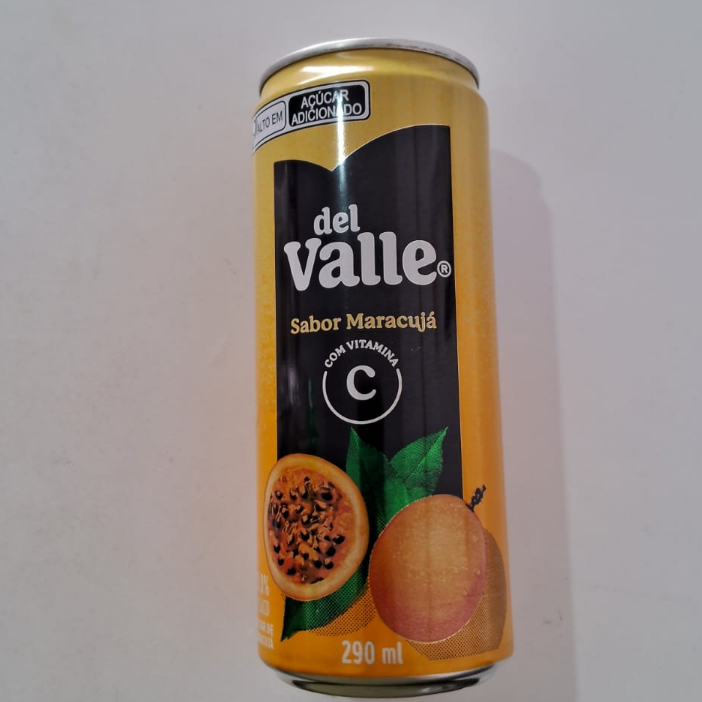 ALTO EM
AÇÚCAR
ADICIONADO
del
Valle®
Sabor Maracujá
COM VITAMINA
C
290 ml